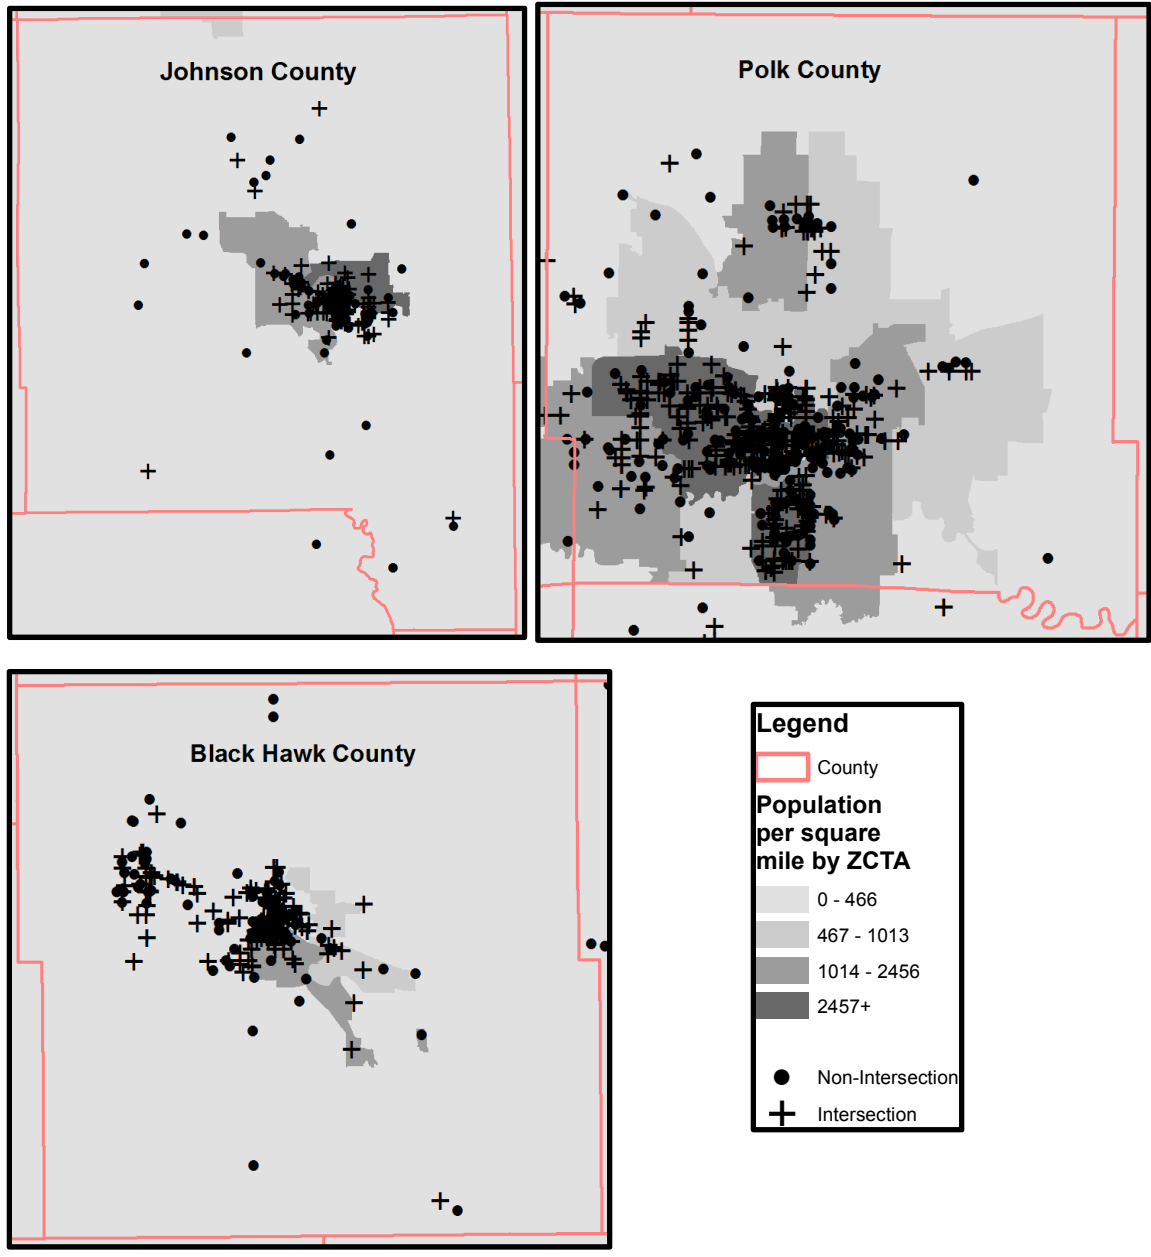 Johnson County
Polk County
Black Hawk County
Legend
County
Population
per square
mile by ZCTA
0 - 466
467 - 1013
1014 - 2456
2457+
Non-Intersection
Intersection